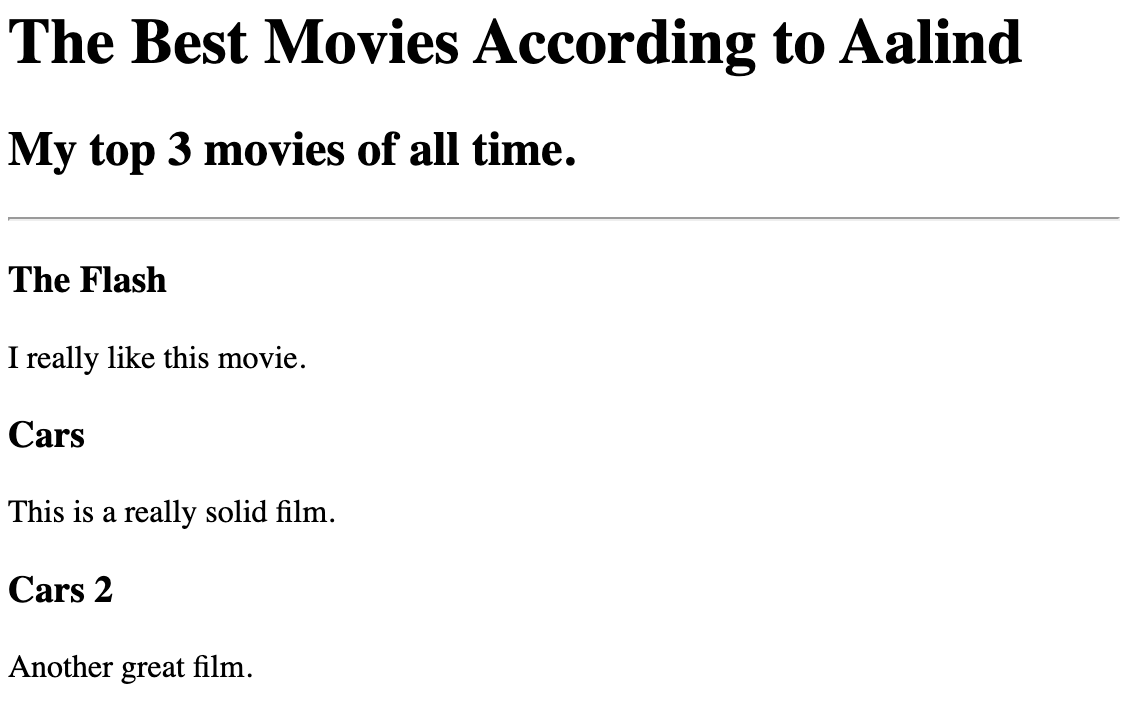 The Best Movies According to Aalind
My top 3 movies of all time.
The Flash
I really like this movie.
Cars
This is a really solid film.
Cars 2
Another great film.